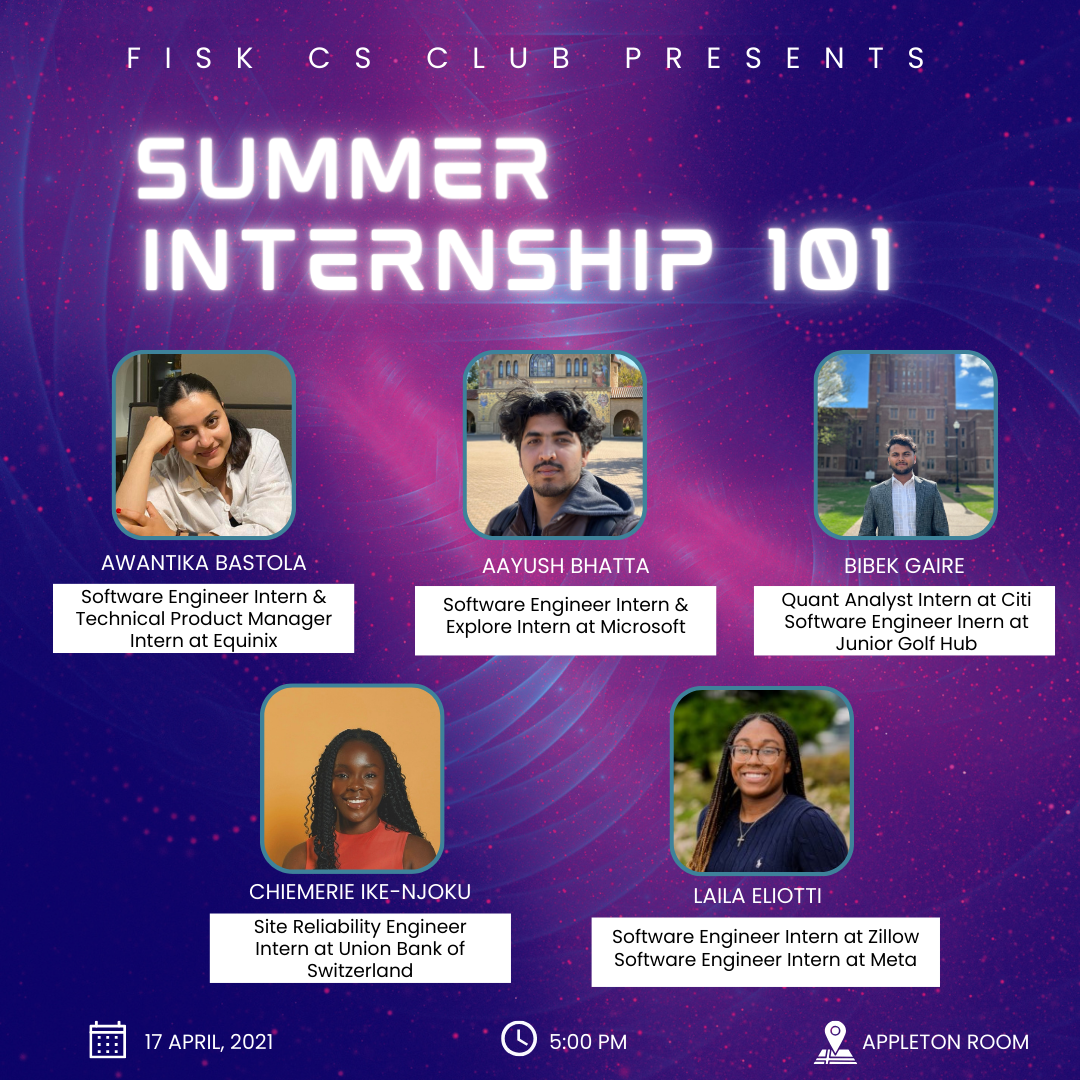 FISK CS CLUB PRESENTS
SUMMER
INTERNSHIP 101
AWANTIKA BASTOLA
Software Engineer Intern &
Technical Product Manager
Intern at Equinix
AAYUSH BHATTA
Software Engineer Intern &
Explore Intern at Microsoft
BIBEK GAIRE
Quant Analyst Intern at Citi
Software Engineer Inern at
Junior Golf Hub
CHIEMERIE IKE-NJOKU
Site Reliability Engineer
Intern at Union Bank of
Switzerland
LAILA ELIOTTI
Software Engineer Intern at Zillow
Software Engineer Intern at Meta
17 APRIL, 2021
5:00 PM
APPLETON ROOM